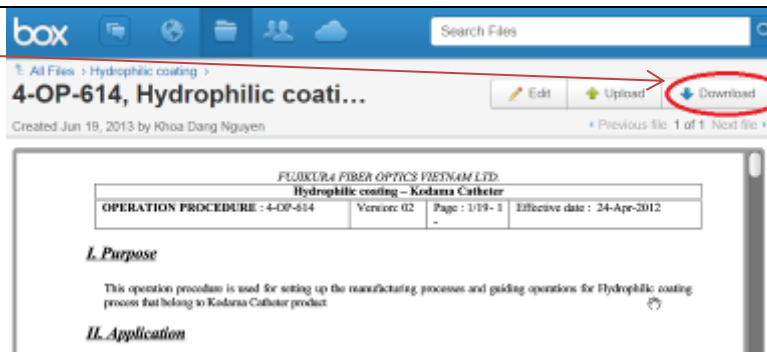 box
Search Files
All Files > Hydrophilic coating >
4-OP-614, Hydrophilic coati...
Edit
Upload
Download
Created Jun 19, 2013 by Khoa Dang Nguyen
Previous file 1 of 1 Next file
FUJIKURA FIBER OPTICS VIETNAM LTD.
Hydrophilic coating – Kodama Catheter
OPERATION PROCEDURE : 4-OP-614
Version: 02
Page : 1/19- 1
-
Effective date : 24-Apr-2012
I. Purpose
This operation procedure is used for setting up the manufacturing processes and guiding operations for Hydrophilic coating
process that belong to Kodama Catheter product
II. Application